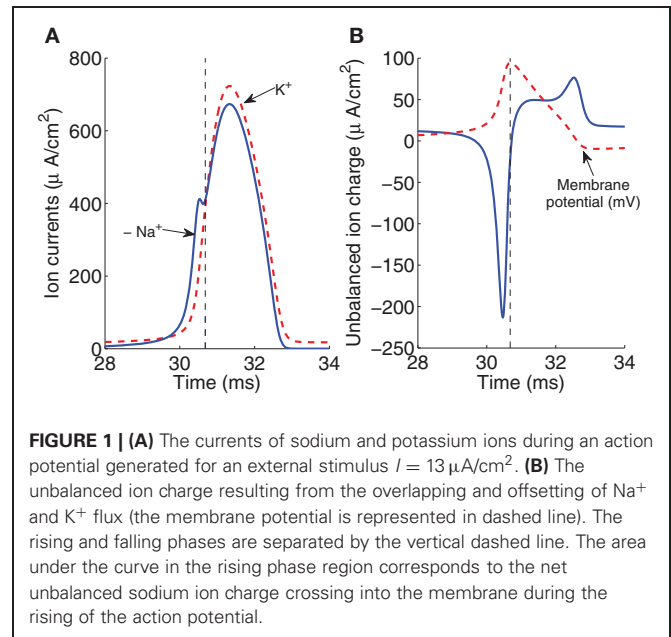 A
B
800
600
400
200
0
28
30
32
34
Ion currents (μ A/cm²)
Time (ms)
K⁺
– Na⁺
100
50
0
−50
−100
−150
−200
−250
28
30
32
34
Unbalanced ion charge (μ A/cm²)
Time (ms)
Membrane
potential (mV)
FIGURE 1 | (A) The currents of sodium and potassium ions during an action
potential generated for an external stimulus I = 13 μA/cm². (B) The
unbalanced ion charge resulting from the overlapping and offsetting of Na⁺
and K⁺ flux (the membrane potential is represented in dashed line). The
rising and falling phases are separated by the vertical dashed line. The area
under the curve in the rising phase region corresponds to the net
unbalanced sodium ion charge crossing into the membrane during the
rising of the action potential.